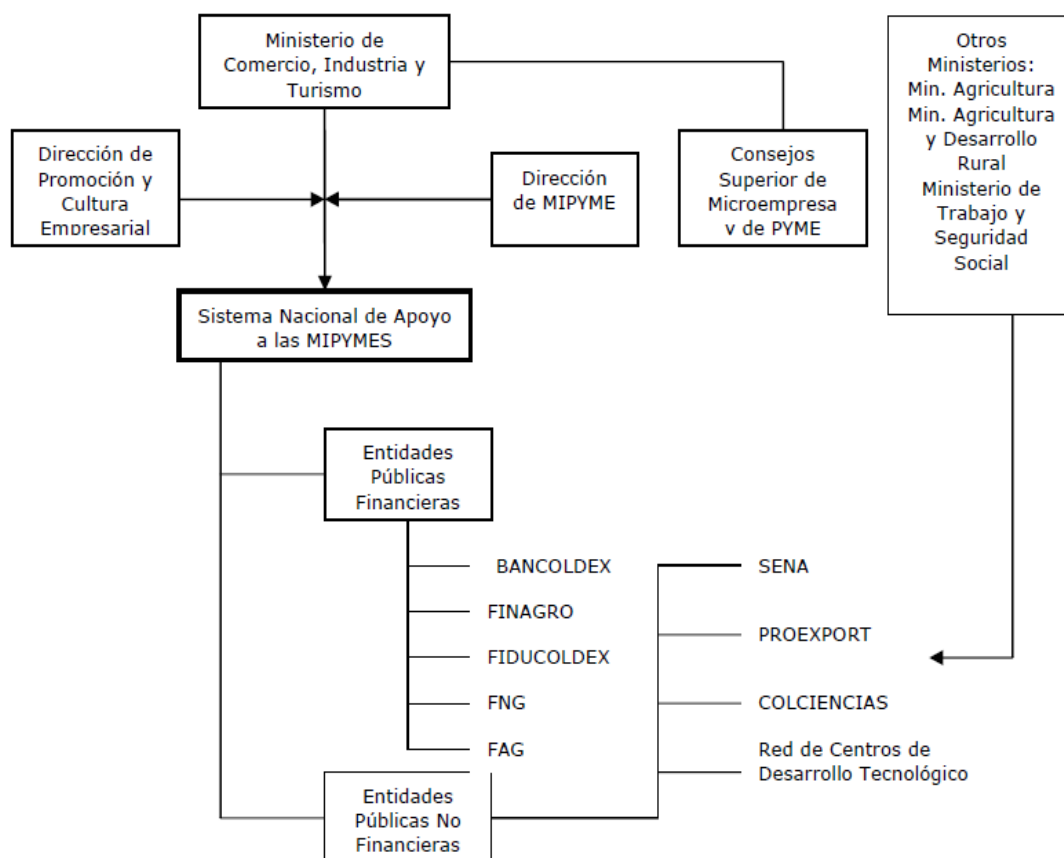 Ministerio de
Comercio, Industria y
Turismo
Otros
Ministerios:
Min. Agricultura
Min. Agricultura
y Desarrollo
Rural
Ministerio de
Trabajo y
Seguridad
Social
Dirección de
Promoción y
Cultura
Empresarial
Dirección
de MIPYME
Consejos
Superior de
Microempresa
y de PYME
Sistema Nacional de Apoyo
a las MIPYMES
Entidades
Públicas
Financieras
BANCOLDEX
FINAGRO
FIDUCOLDEX
FNG
FAG
SENA
PROEXPORT
COLCIENCIAS
Red de Centros de
Desarrollo Tecnológico
Entidades
Públicas No
Financieras